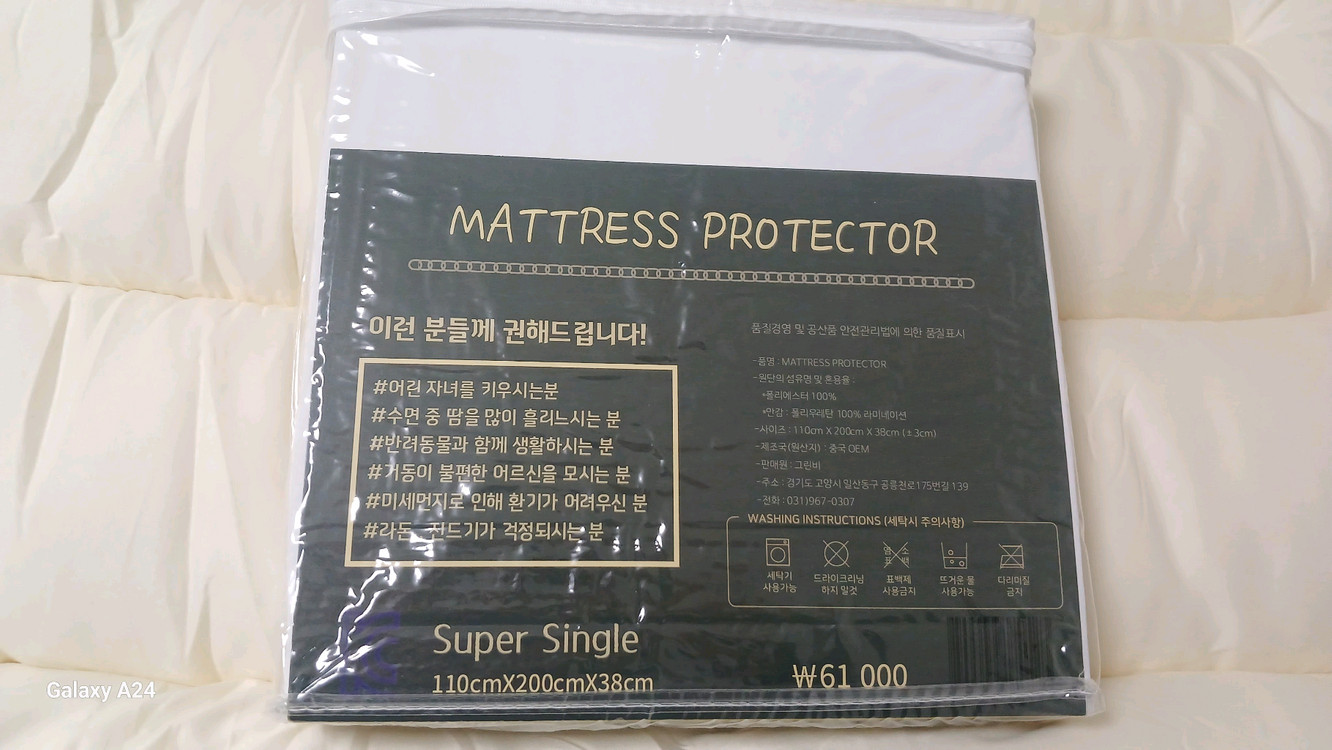 MATTRESS PROTECTOR
이런 분들께 권해드립니다!
#어린 자녀를 키우시는분
#수면 중 땀을 많이 흘리느시는 분
#반려동물과 함께 생활하시는 분
#거동이 불편한 어르신을 모시는 분
#미세먼지로 인해 환기가 어려우신 분
#라돈 진드기가 걱정되시는 분
Super Single
110cmX200cmX38cm
품질경영 및 공산품 안전관리법에 의한 품질표시
-품명 : MATTRESS PROTECTOR
-원단의 섬유명 및 혼용율 :
*폴리에스터 100%
*안감 : 폴리우레탄 100% 라미네이션
-사이즈 : 110cm X 200cm X 38cm (±3cm)
-제조국(원산지) : 중국 OEM
-판매원 : 그린비
-주소 : 경기도 고양시 일산동구 공릉천로175번길 139
-전화 : 031)967-0307
WASHING INSTRUCTIONS (세탁시 주의사항)
염소
표백
세탁기
사용가능
드라이크리닝
하지 말것
표백제
사용금지
뜨거운 물
사용가능
다리미질
금지
₩61 000
Galaxy A24